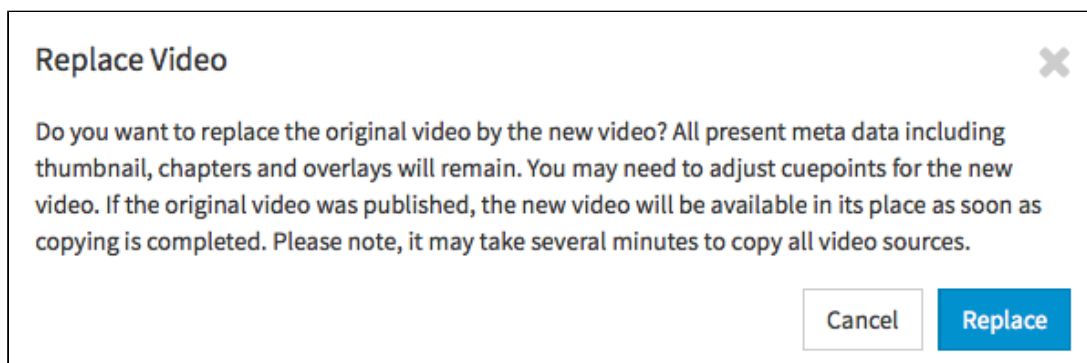 Replace Video
Do you want to replace the original video by the new video? All present meta data including
thumbnail, chapters and overlays will remain. You may need to adjust cuepoints for the new
video. If the original video was published, the new video will be available in its place as soon as
copying is completed. Please note, it may take several minutes to copy all video sources.
Cancel Replace